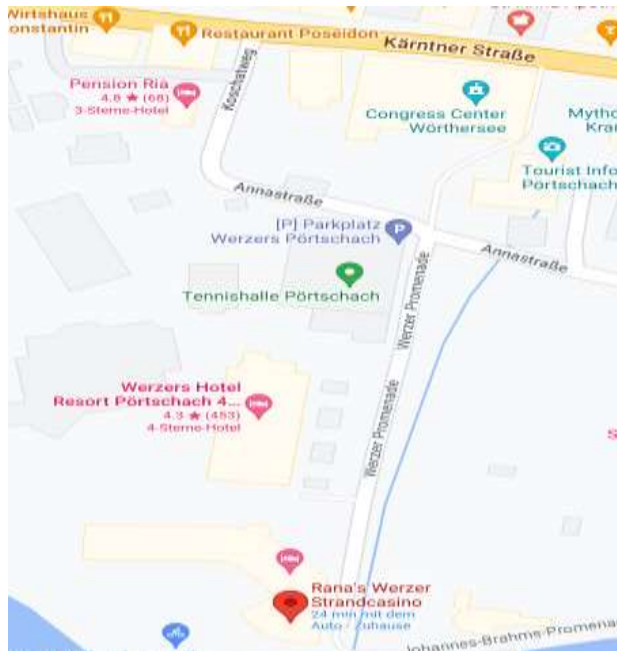 Wirtshaus
onstantin
Restaurant Poseidon
Kärntner Straße
Pension Ria
4.8 ★ (68)
3-Sterne-Hotel
Koschatweg
Congress Center
Wörthersee
Mytho
Kra
Tourist Info
Pörtschach
Annastraße
[P] Parkplatz
Werzers Pörtschach
P
Annastraße
Tennishalle Pörtschach
Werzer Promenade
Werzers Hotel
Resort Pörtschach 4...
4.3 ★ (453)
4-Sterne-Hotel
Werzer Promenade
S
Rana's Werzer
Strandcasino
24 min mit dem
Auto - Zuhause
Johannes-Brahms-Promena